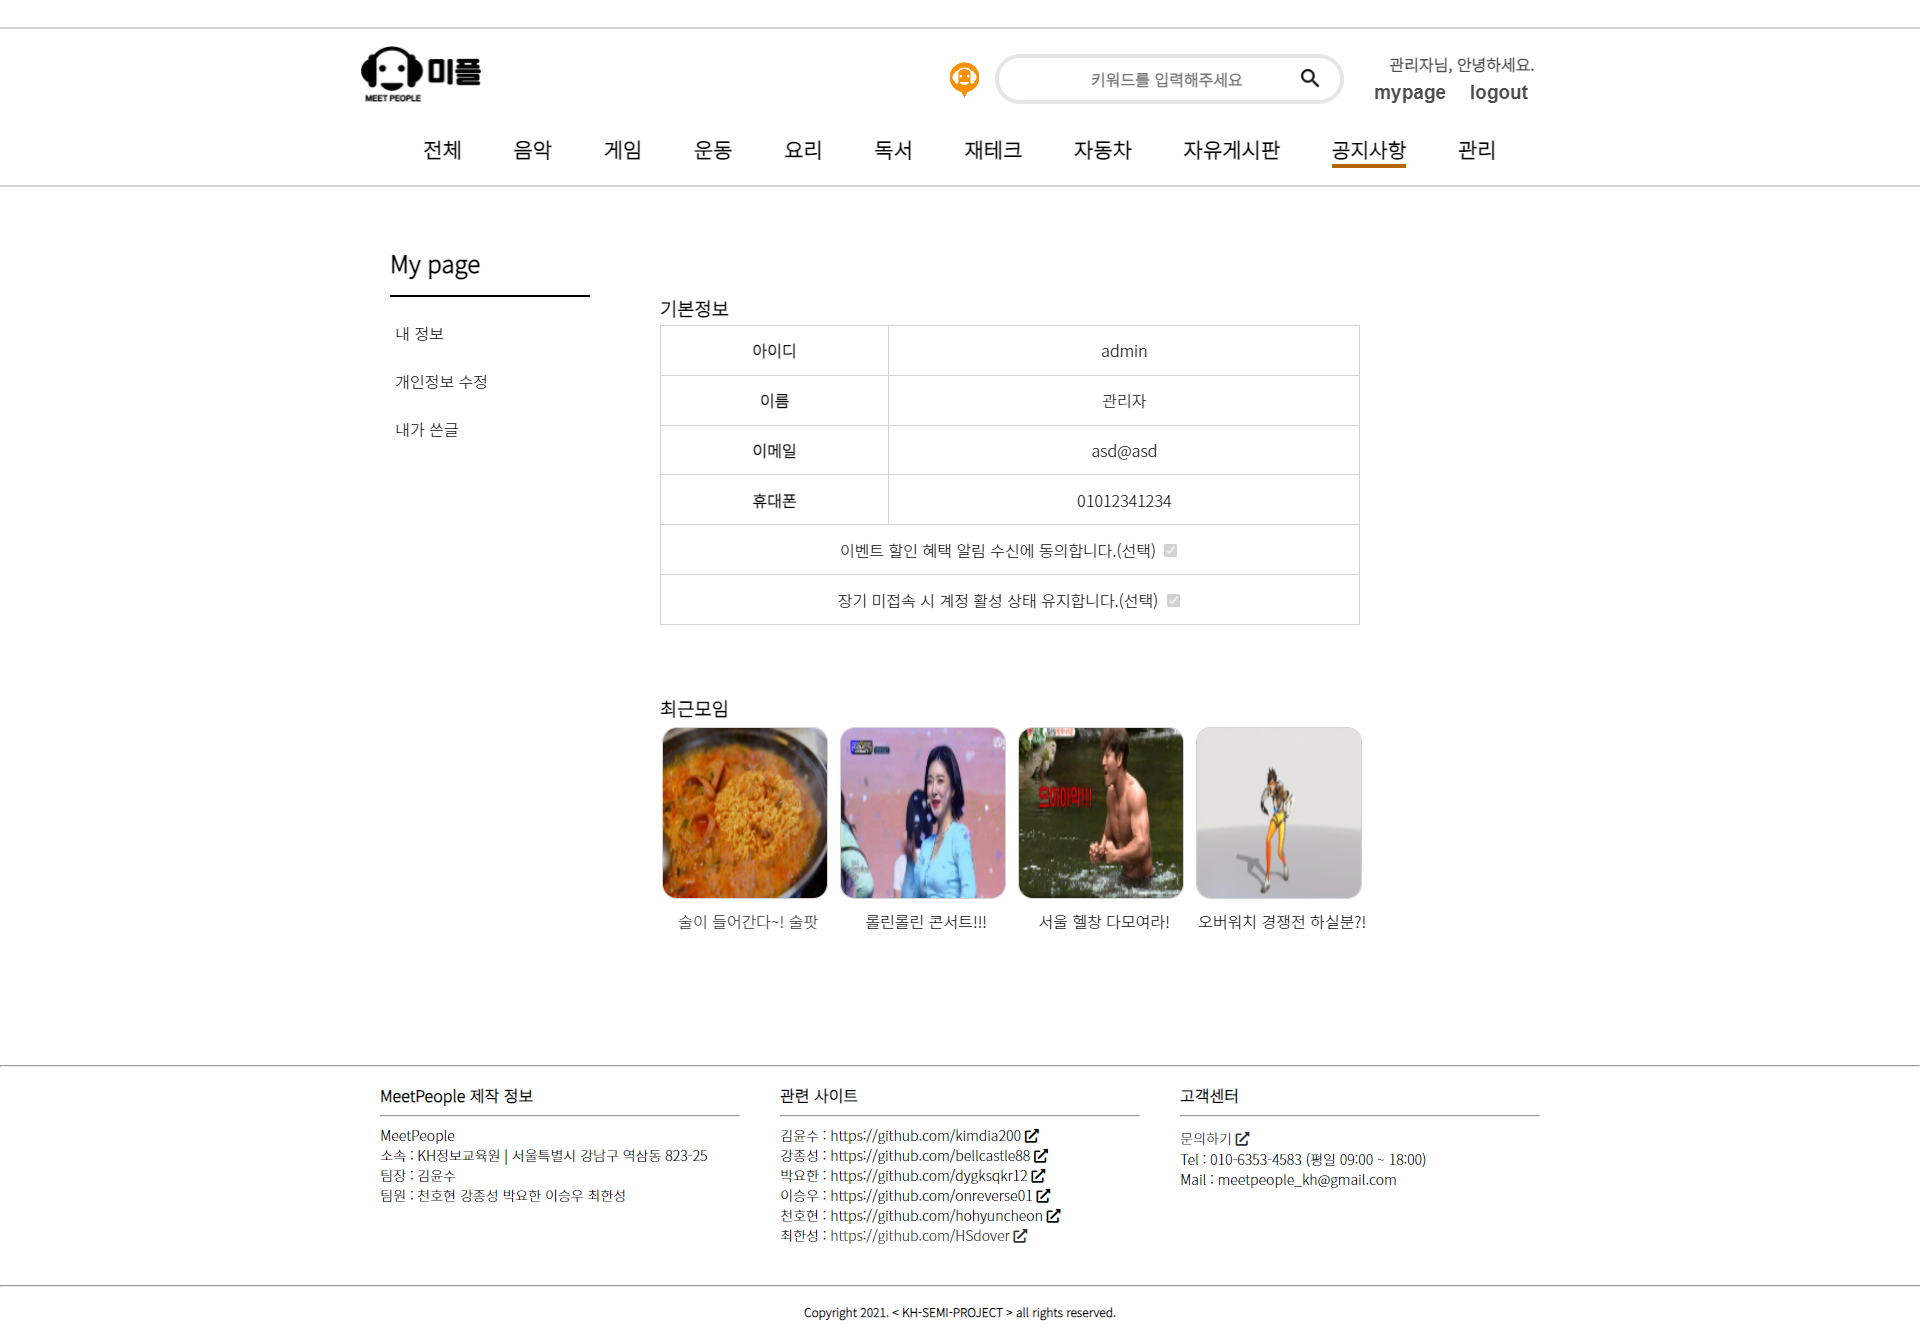 미플
MEET PEOPLE
키워드를 입력해주세요
관리자님, 안녕하세요.
mypage logout
전체 음악 게임 운동 요리 독서 재테크 자동차 자유게시판 공지사항 관리
My page
내 정보
개인정보 수정
내가 쓴글
기본정보
아이디 admin
이름 관리자
이메일 asd@asd
휴대폰 01012341234
이벤트 할인 혜택 알림 수신에 동의합니다.(선택)
장기 미접속 시 계정 활성 상태 유지합니다.(선택)
최근모임
술이 들어간다~! 술팟
롤린롤린 콘서트!!!
서울 헬창 다모여라!
오버워치 경쟁전 하실분?!
MeetPeople 제작 정보
MeetPeople
소속 : KH정보교육원 | 서울특별시 강남구 역삼동 823-25
팀장 : 김윤수
팀원 : 천호현 강종성 박요한 이승우 최한성
관련 사이트
김윤수 : https://github.com/kimdia200
강종성 : https://github.com/bellcastle88
박요한 : https://github.com/dygksqkr12
이승우 : https://github.com/onreverse01
천호현 : https://github.com/hohyuncheon
최한성 : https://github.com/HSdover
고객센터
문의하기
Tel : 010-6353-4583 (평일 09:00 ~ 18:00)
Mail : meetpeople_kh@gmail.com
Copyright 2021. < KH-SEMI-PROJECT > all rights reserved.